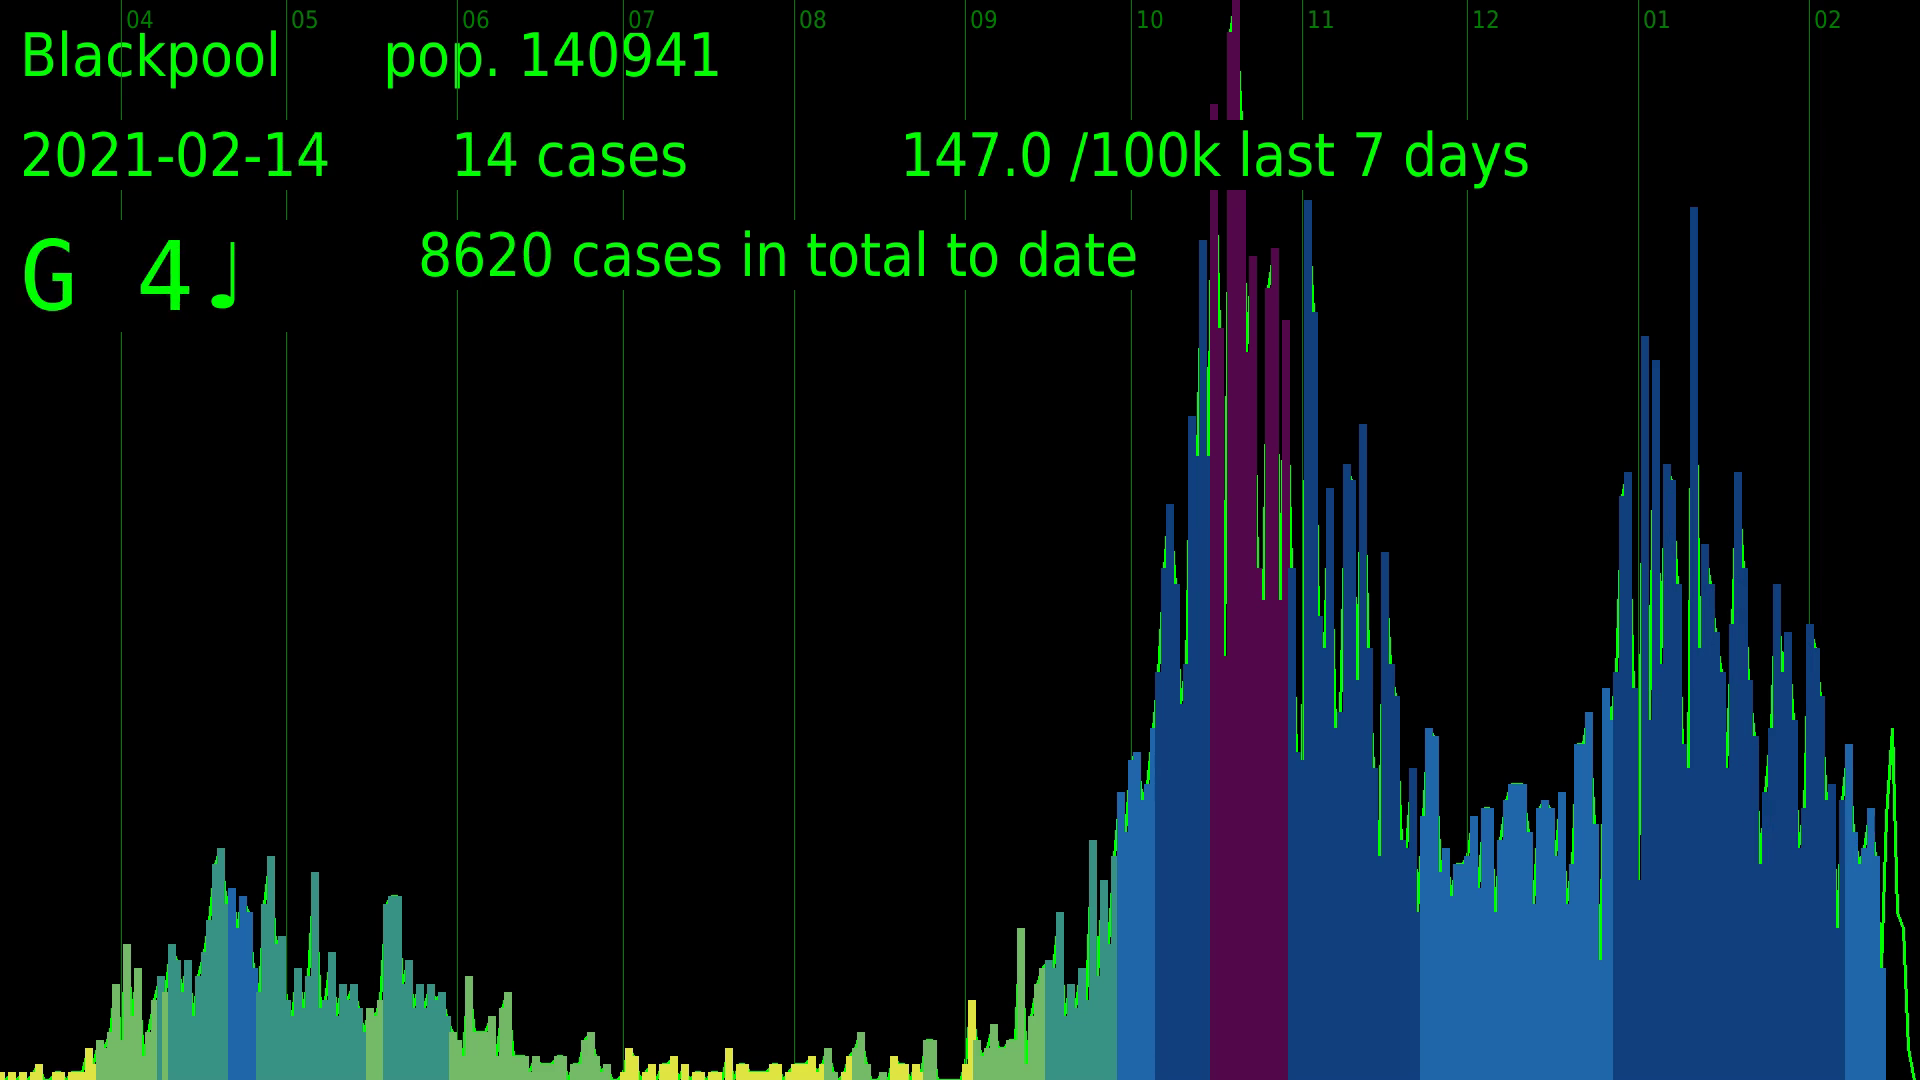 04 05 06 07 08 09 10 11 12 01 02
Blackpool pop. 140941
2021-02-14 14 cases 147.0 /100k last 7 days
8620 cases in total to date
G 4♩